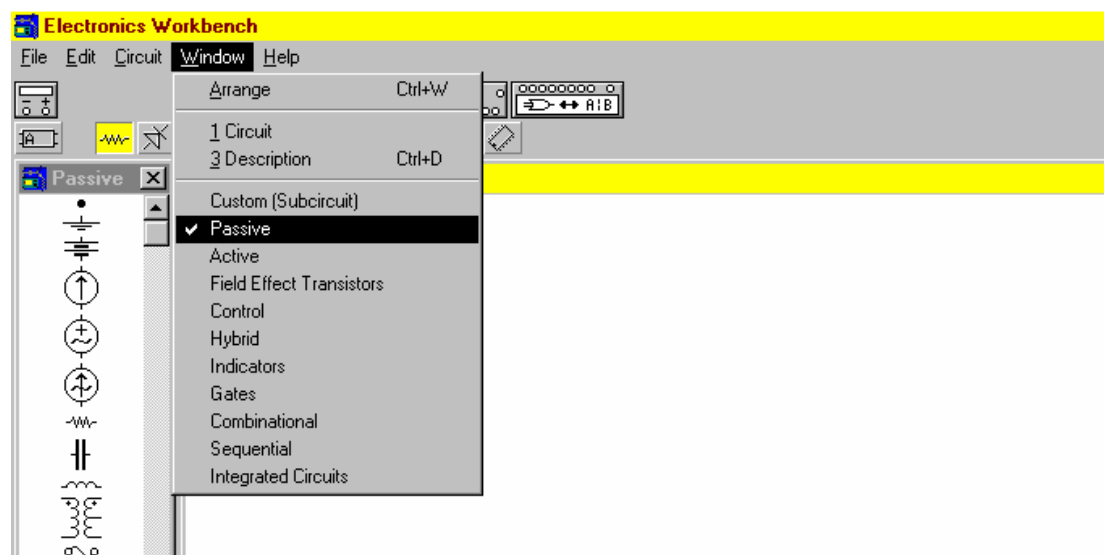 Electronics Workbench
File Edit Circuit Window Help
Arrange Ctrl+W
1 Circuit
3 Description Ctrl+D
Custom (Subcircuit)
Passive
Active
Field Effect Transistors
Control
Hybrid
Indicators
Gates
Combinational
Sequential
Integrated Circuits
A|B
A
Passive